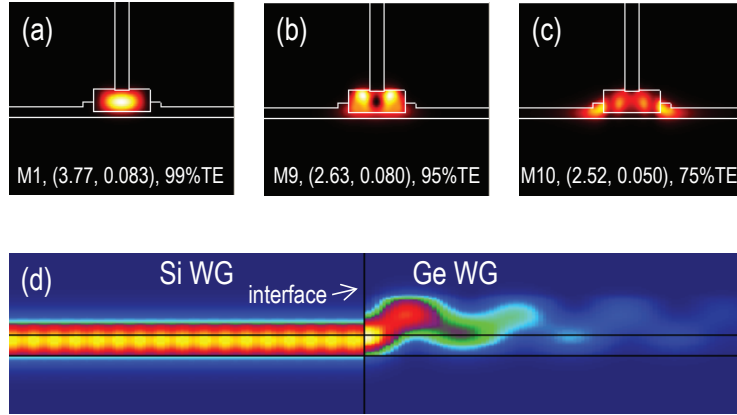 (a)
(b)
(c)
M1, (3.77, 0.083), 99%TE
M9, (2.63, 0.080), 95%TE
M10, (2.52, 0.050), 75%TE
(d)
Si WG
Ge WG
interface